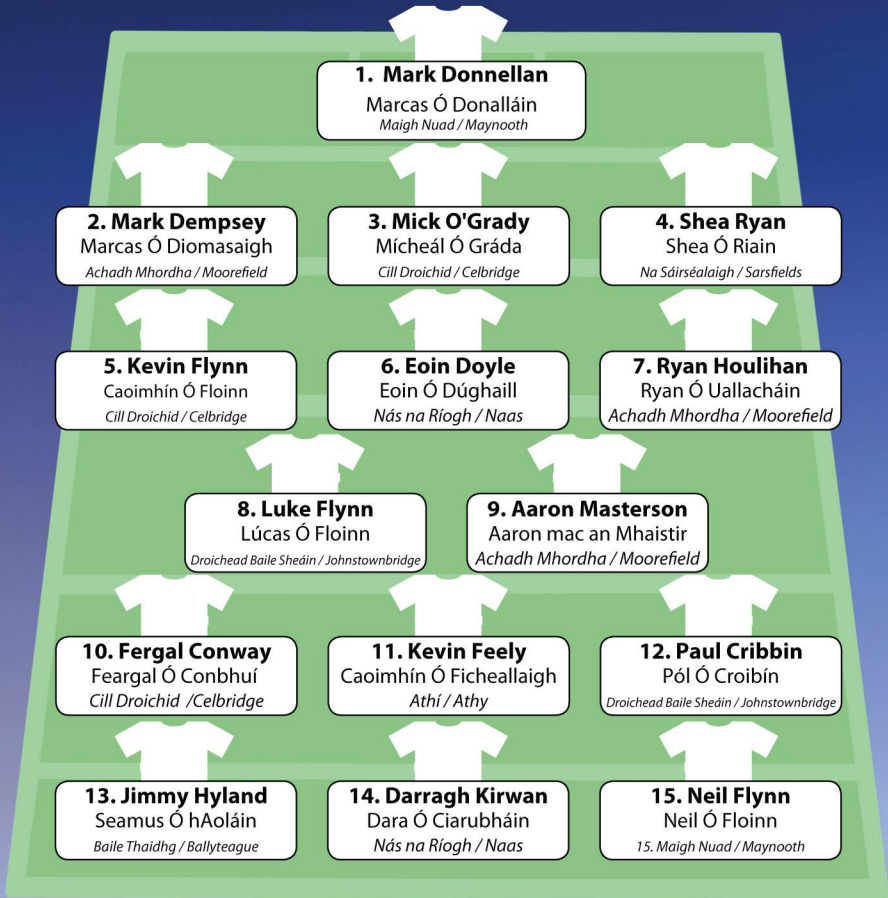 1. Mark Donnellan
Marcas Ó Donalláin
Maigh Nuad / Maynooth
2. Mark Dempsey
Marcas Ó Diomasaigh
Achadh Mhordha / Moorefield
3. Mick O'Grady
Mícheál Ó Gráda
Cill Droichid / Celbridge
4. Shea Ryan
Shea Ó Riain
Na Sáirséalaigh / Sarsfields
5. Kevin Flynn
Caoimhín Ó Floinn
Cill Droichid / Celbridge
6. Eoin Doyle
Eoin Ó Dúghaill
Nás na Ríogh / Naas
7. Ryan Houlihan
Ryan Ó Uallacháin
Achadh Mhordha / Moorefield
8. Luke Flynn
Lúcas Ó Floinn
Droichead Baile Sheáin / Johnstownbridge
9. Aaron Masterson
Aaron mac an Mhaistir
Achadh Mhordha / Moorefield
10. Fergal Conway
Feargal Ó Conbhuí
Cill Droichid /Celbridge
11. Kevin Feely
Caoimhín Ó Ficheallaigh
Athí / Athy
12. Paul Cribbin
Pól Ó Croibín
Droichead Baile Sheáin / Johnstownbridge
13. Jimmy Hyland
Seamus Ó hAoláin
Baile Thaidhg / Ballyteague
14. Darragh Kirwan
Dara Ó Ciarubháin
Nás na Ríogh / Naas
15. Neil Flynn
Neil Ó Floinn
15. Maigh Nuad / Maynooth